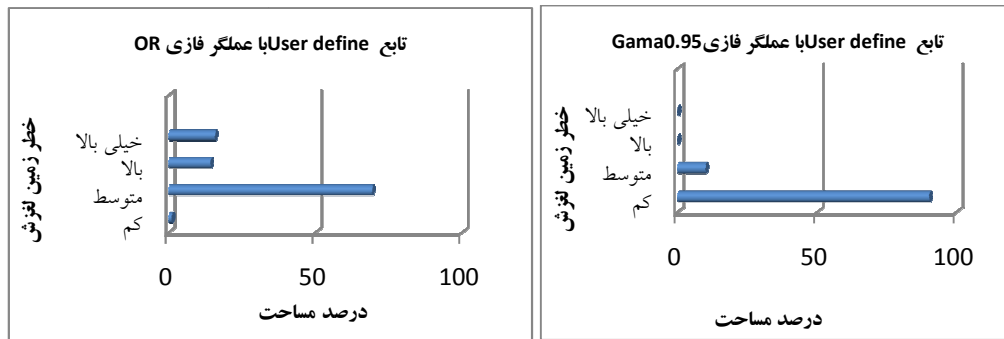 تابع User define با عملگر فازی OR
خطر زمین لغزش
خیلی بالا
بالا
متوسط
کم
0 50 100
درصد مساحت
تابع User define با عملگر فازی Gama0.95
خطر زمین لغزش
خیلی بالا
بالا
متوسط
کم
0 50 100
درصد مساحت